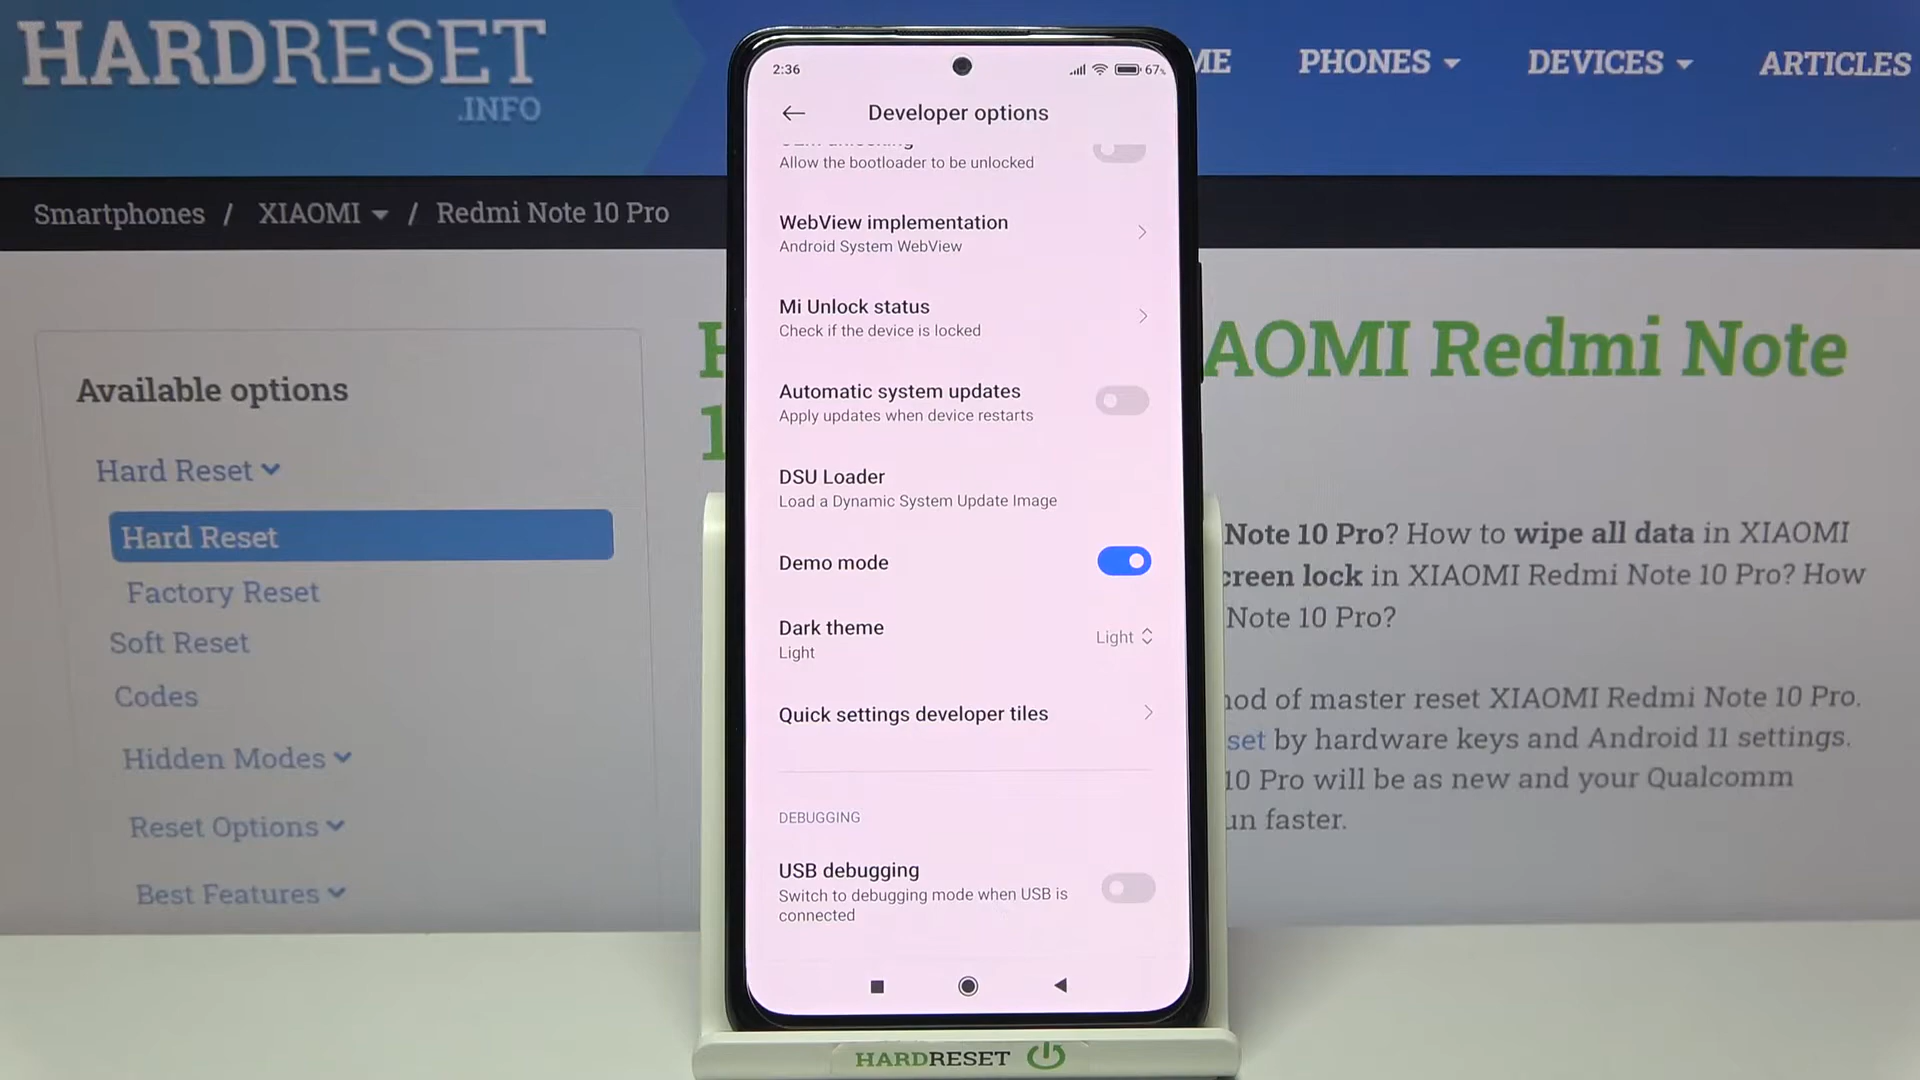 HARDRESET
.INFO
PHONES
DEVICES
ARTICLES
Smartphones / XIAOMI / Redmi Note 10 Pro
Available options
Hard Reset
Hard Reset
Factory Reset
Soft Reset
Codes
Hidden Modes
Reset Options
Best Features
2:36
67%
Developer options
Allow the bootloader to be unlocked
WebView implementation
Android System WebView
Mi Unlock status
Check if the device is locked
Automatic system updates
Apply updates when device restarts
DSU Loader
Load a Dynamic System Update Image
Demo mode
Dark theme
Light
Light
Quick settings developer tiles
DEBUGGING
USB debugging
Switch to debugging mode when USB is
connected
AOMI Redmi Note
Note 10 Pro? How to wipe all data in XIAOMI
creen lock in XIAOMI Redmi Note 10 Pro? How
Note 10 Pro?
of master reset XIAOMI Redmi Note 10 Pro.
set by hardware keys and Android 11 settings.
10 Pro will be as new and your Qualcomm
faster.
HARDRESET